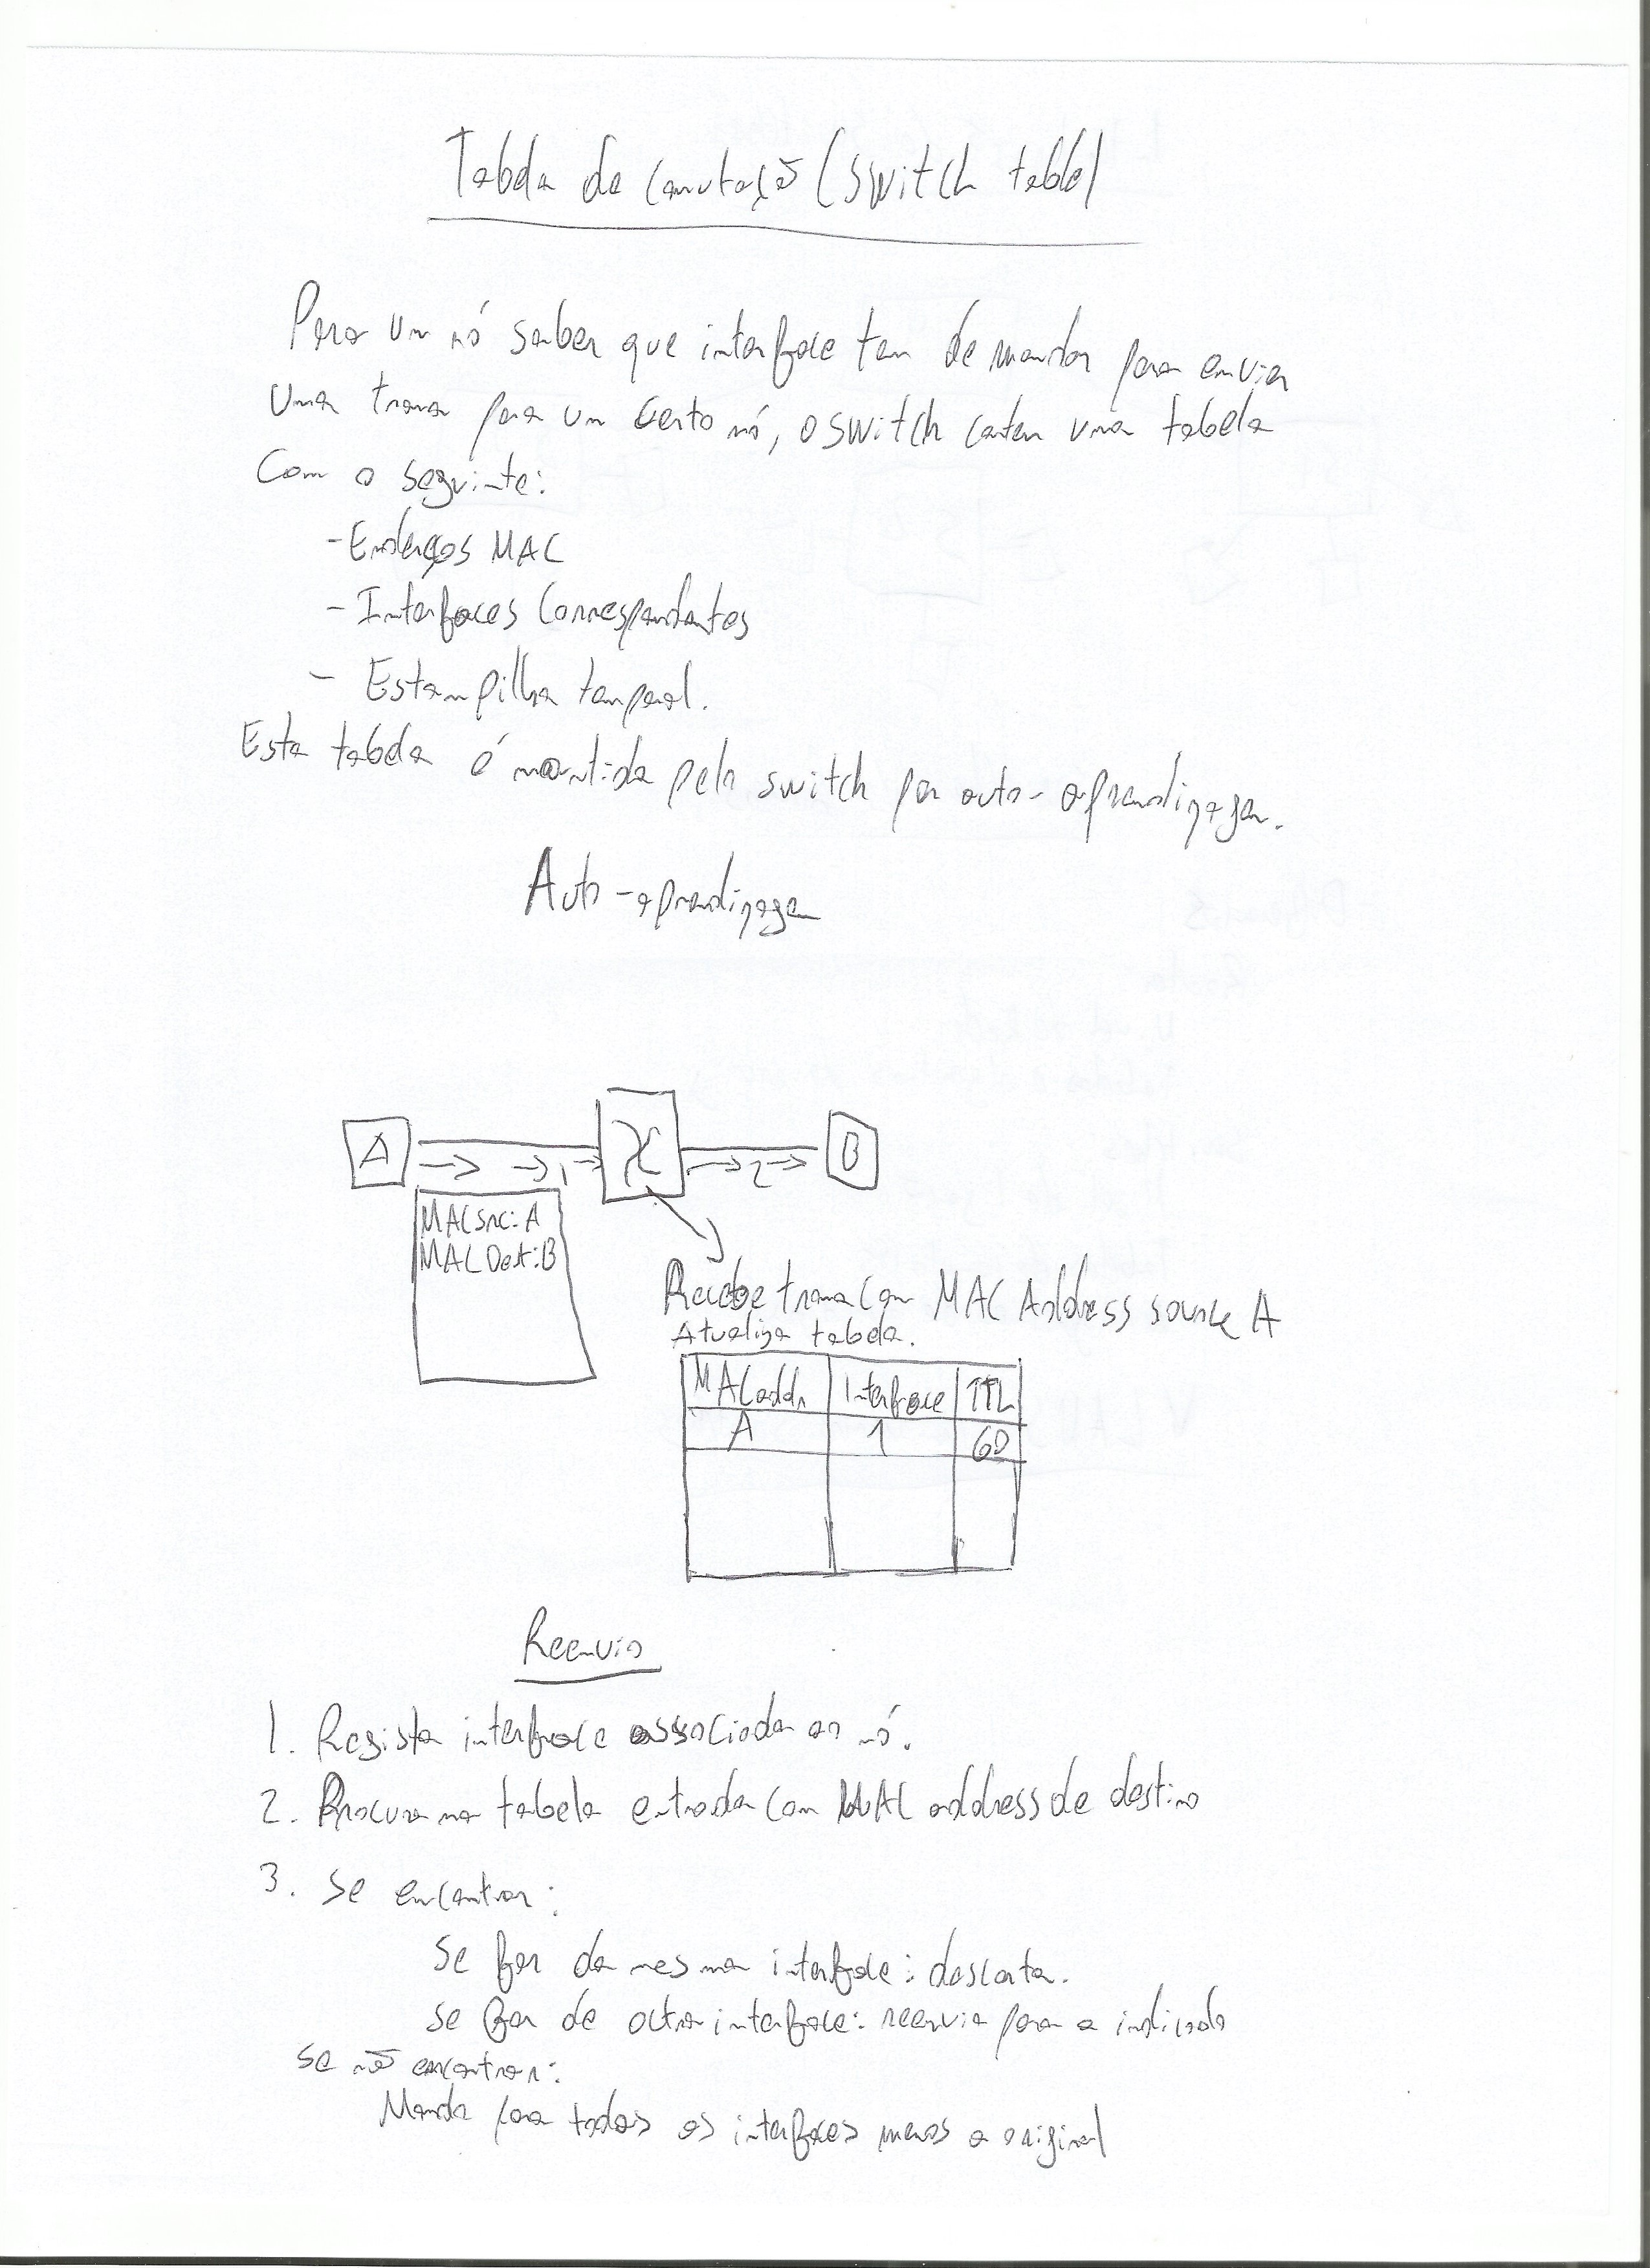 Tabela de comutação (switch table)
Para um nó saber que interface tem de mandar para enviar
uma trama para um certo nó, o switch contem uma tabela
Com o seguinte:
- Endereços MAC
- Interfaces Correspondentes
- Estampilha temporal.
Esta tabela é mantida pelo switch por auto-aprendizagem.
Auto-aprendizagem
A
1
2
B
MAC src: A
MAC Dest: B
Recebe trama com MAC Address source A
Atualiza tabela.
MAC addr Interface TTL
A 1 60
Reenvio
1. Regista interface associada ao nó.
2. Procura na tabela entrada com MAC address de destino
3. Se encontrar:
Se for da mesma interface: descarta.
Se for de outra interface: reenvia para a indicada
Se não encontrar:
Manda para todas as interfaces menos a original